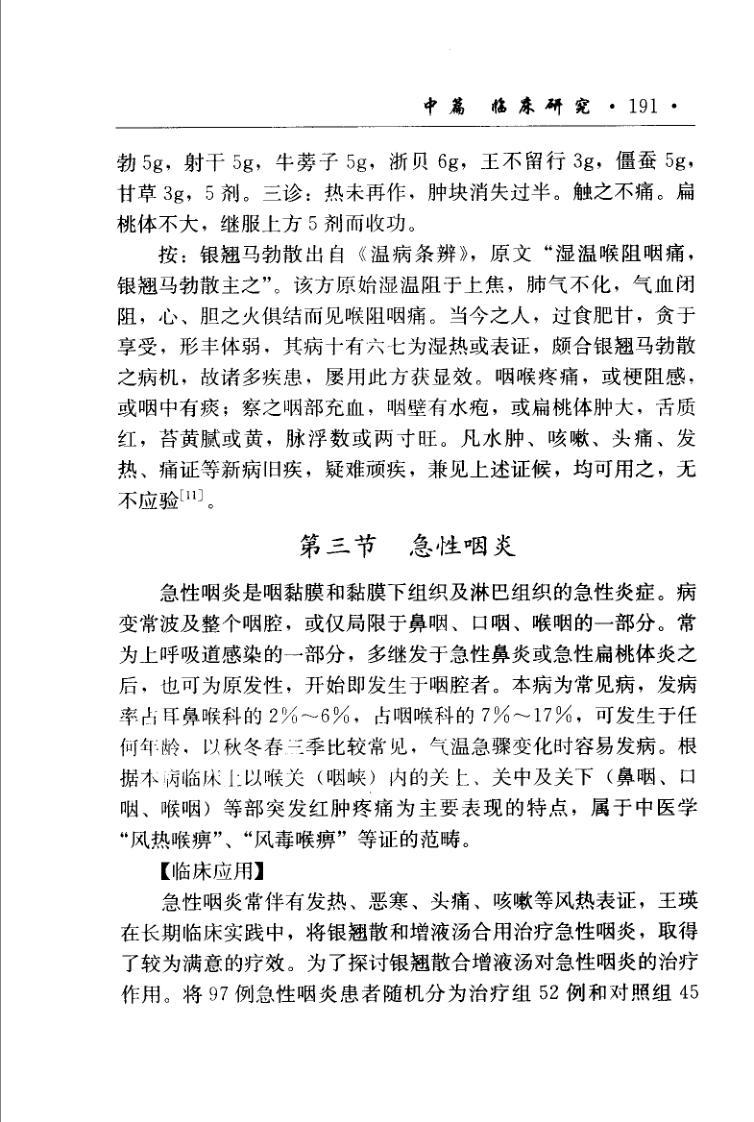 中篇 临床研究 · 191 ·
勃 5g，射干 5g，牛蒡子 5g，浙贝 6g，王不留行 3g，僵蚕 5g，
甘草 3g，5 剂。三诊：热未再作，肿块消失过半。触之不痛。扁
桃体不大，继服上方 5 剂而收功。
按：银翘马勃散出自《温病条辨》，原文“湿温喉阻咽痛，
银翘马勃散主之”。该方原始湿温阻于上焦，肺气不化，气血闭
阻，心、胆之火俱结而见喉阻咽痛。当今之人，过食肥甘，贪于
享受，形丰体弱，其病十有六七为湿热或表证，颇合银翘马勃散
之病机，故诸多疾患，屡用此方获显效。咽喉疼痛，或梗阻感，
或咽中有痰；察之咽部充血，咽壁有水疱，或扁桃体肿大，舌质
红，苔黄腻或黄，脉浮数或两寸旺。凡水肿、咳嗽、头痛、发
热、痛证等新病旧疾，疑难顽疾，兼见上述证候，均可用之，无
不应验[11]。
第三节 急性咽炎
急性咽炎是咽黏膜和黏膜下组织及淋巴组织的急性炎症。病
变常波及整个咽腔，或仅局限于鼻咽、口咽、喉咽的一部分。常
为上呼吸道感染的一部分，多继发于急性鼻炎或急性扁桃体炎之
后，也可为原发性，开始即发生于咽腔者。本病为常见病，发病
率占耳鼻喉科的 2%～6%，占咽喉科的 7%～17%，可发生于任
何年龄，以秋冬春三季比较常见，气温急骤变化时容易发病。根
据本病临床上以喉关（咽峡）内的关上、关中及关下（鼻咽、口
咽、喉咽）等部突发红肿疼痛为主要表现的特点，属于中医学
“风热喉痹”、“风毒喉痹”等证的范畴。
【临床应用】
急性咽炎常伴有发热、恶寒、头痛、咳嗽等风热表证，王瑛
在长期临床实践中，将银翘散和增液汤合用治疗急性咽炎，取得
了较为满意的疗效。为了探讨银翘散合增液汤对急性咽炎的治疗
作用。将 97 例急性咽炎患者随机分为治疗组 52 例和对照组 45